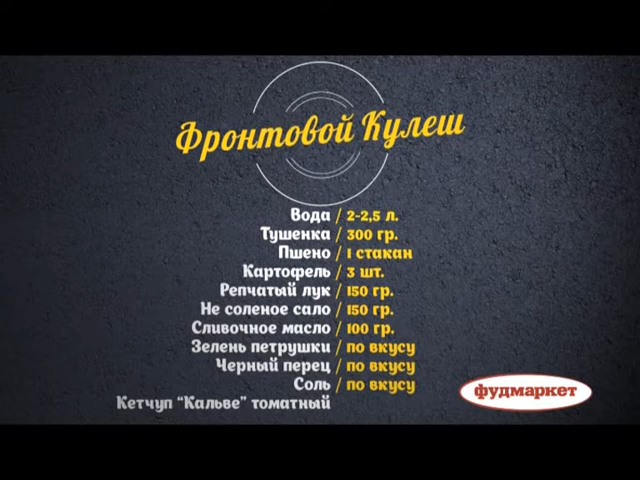 Фронтовой Кулеш
Вода / 2-2,5 л.
Тушенка / 300 гр.
Пшено / 1 стакан
Картофель / 3 шт.
Репчатый лук / 150 гр.
Не соленое сало / 150 гр.
Сливочное масло / 100 гр.
Зелень петрушки / по вкусу
Черный перец / по вкусу
Соль / по вкусу
Кетчуп “Кальве” томатный
фудмаркет